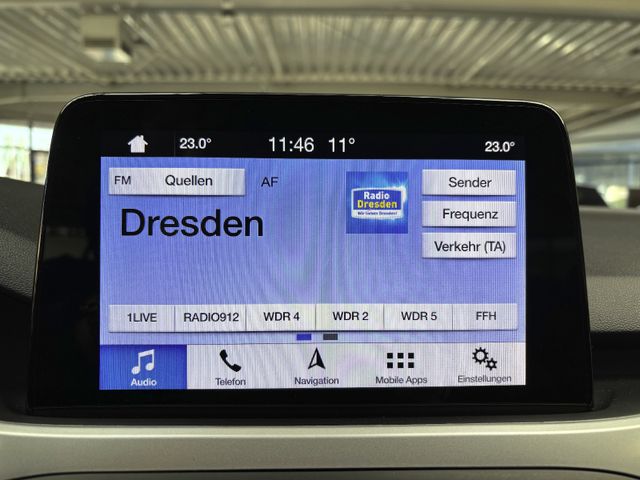 23.0° 11:46 11° 23.0°
FM Quellen AF
Radio
Dresden
Wir lieben Dresden!
Sender
Dresden
Frequenz
Verkehr (TA)
1LIVE RADIO912 WDR 4 WDR 2 WDR 5 FFH
Audio Telefon Navigation Mobile Apps Einstellungen